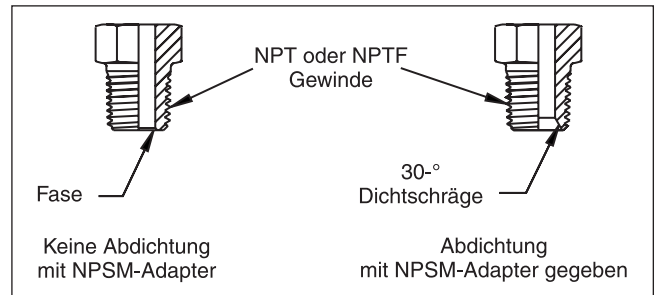 NPT oder NPTF
Gewinde
Fase
30-°
Dichtschräge
Keine Abdichtung
mit NPSM-Adapter
Abdichtung
mit NPSM-Adapter gegeben